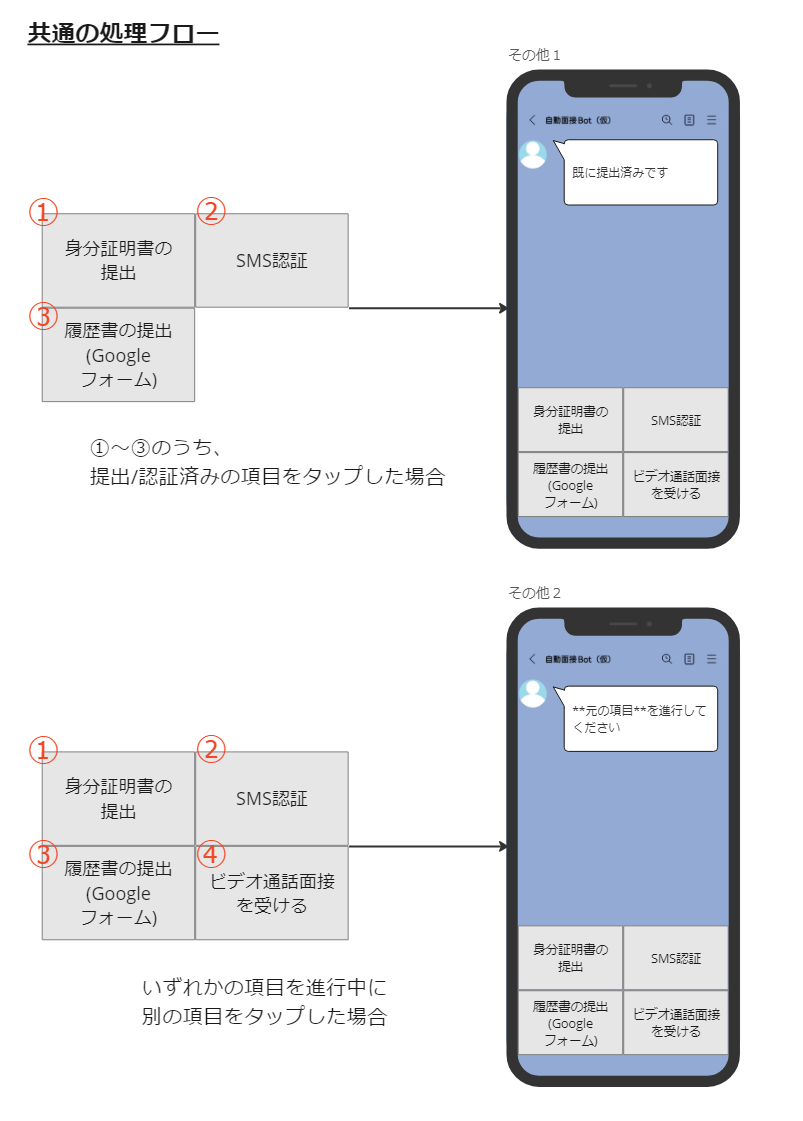 共通の処理フロー
その他１
自動面接Bot（仮）
既に提出済みです
①
②
身分証明書の
提出
SMS認証
③
履歴書の提出
(Google
フォーム)
①～③のうち、
提出/認証済みの項目をタップした場合
身分証明書の
提出
SMS認証
履歴書の提出
(Google
フォーム)
ビデオ通話面接
を受ける
その他２
自動面接Bot（仮）
**元の項目**を進行して
ください
①
②
身分証明書の
提出
SMS認証
③
④
履歴書の提出
(Google
フォーム)
ビデオ通話面接
を受ける
いずれかの項目を進行中に
別の項目をタップした場合
身分証明書の
提出
SMS認証
履歴書の提出
(Google
フォーム)
ビデオ通話面接
を受ける